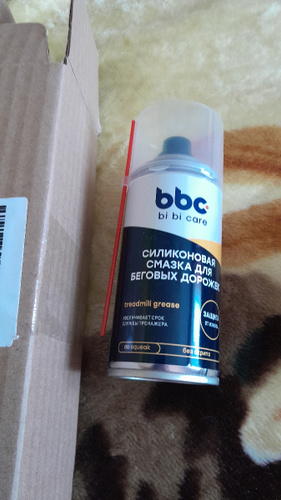 bbc
bi bi care
СИЛИКОНОВАЯ
СМАЗКА ДЛЯ
БЕГОВЫХ ДОРОЖЕК
treadmill grease
УВЕЛИЧИВАЕТ СРОК
СЛУЖБЫ ТРЕНАЖЕРА
ЗАЩИТА
no squeak
без скрипа